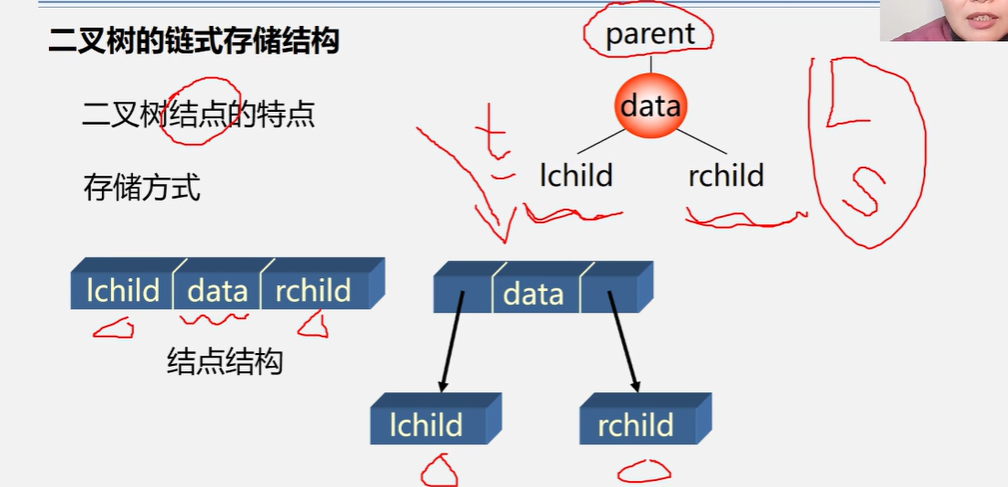 二叉树的链式存储结构
parent
二叉树结点的特点
data
t
L
存储方式
lchild
rchild
S
lchild data rchild
data
结点结构
lchild
rchild